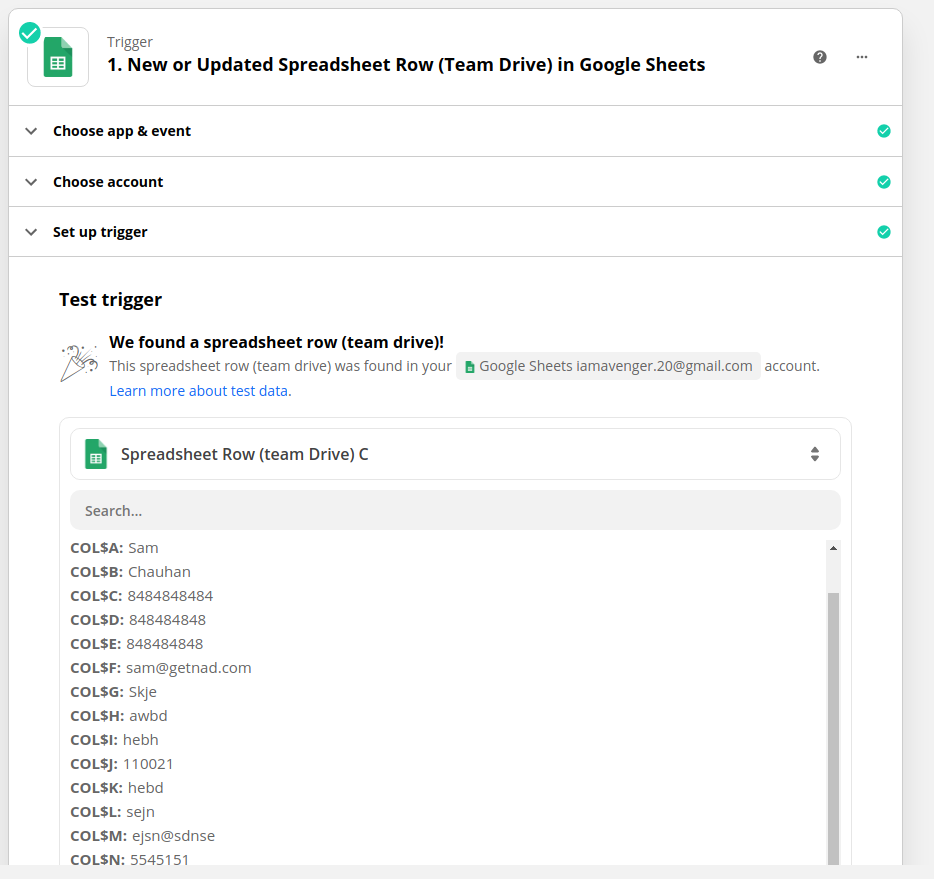 Trigger
1. New or Updated Spreadsheet Row (Team Drive) in Google Sheets
Choose app & event
Choose account
Set up trigger
Test trigger
We found a spreadsheet row (team drive)!
This spreadsheet row (team drive) was found in your Google Sheets iamavenger.20@gmail.com account.
Learn more about test data.
Spreadsheet Row (team Drive) C
Search...
COL$A: Sam
COL$B: Chauhan
COL$C: 8484848484
COL$D: 848484848
COL$E: 848484848
COL$F: sam@getnad.com
COL$G: Skje
COL$H: awbd
COL$I: hebh
COL$J: 110021
COL$K: hebd
COL$L: sejn
COL$M: ejsn@sdnse
COL$N: 5545151